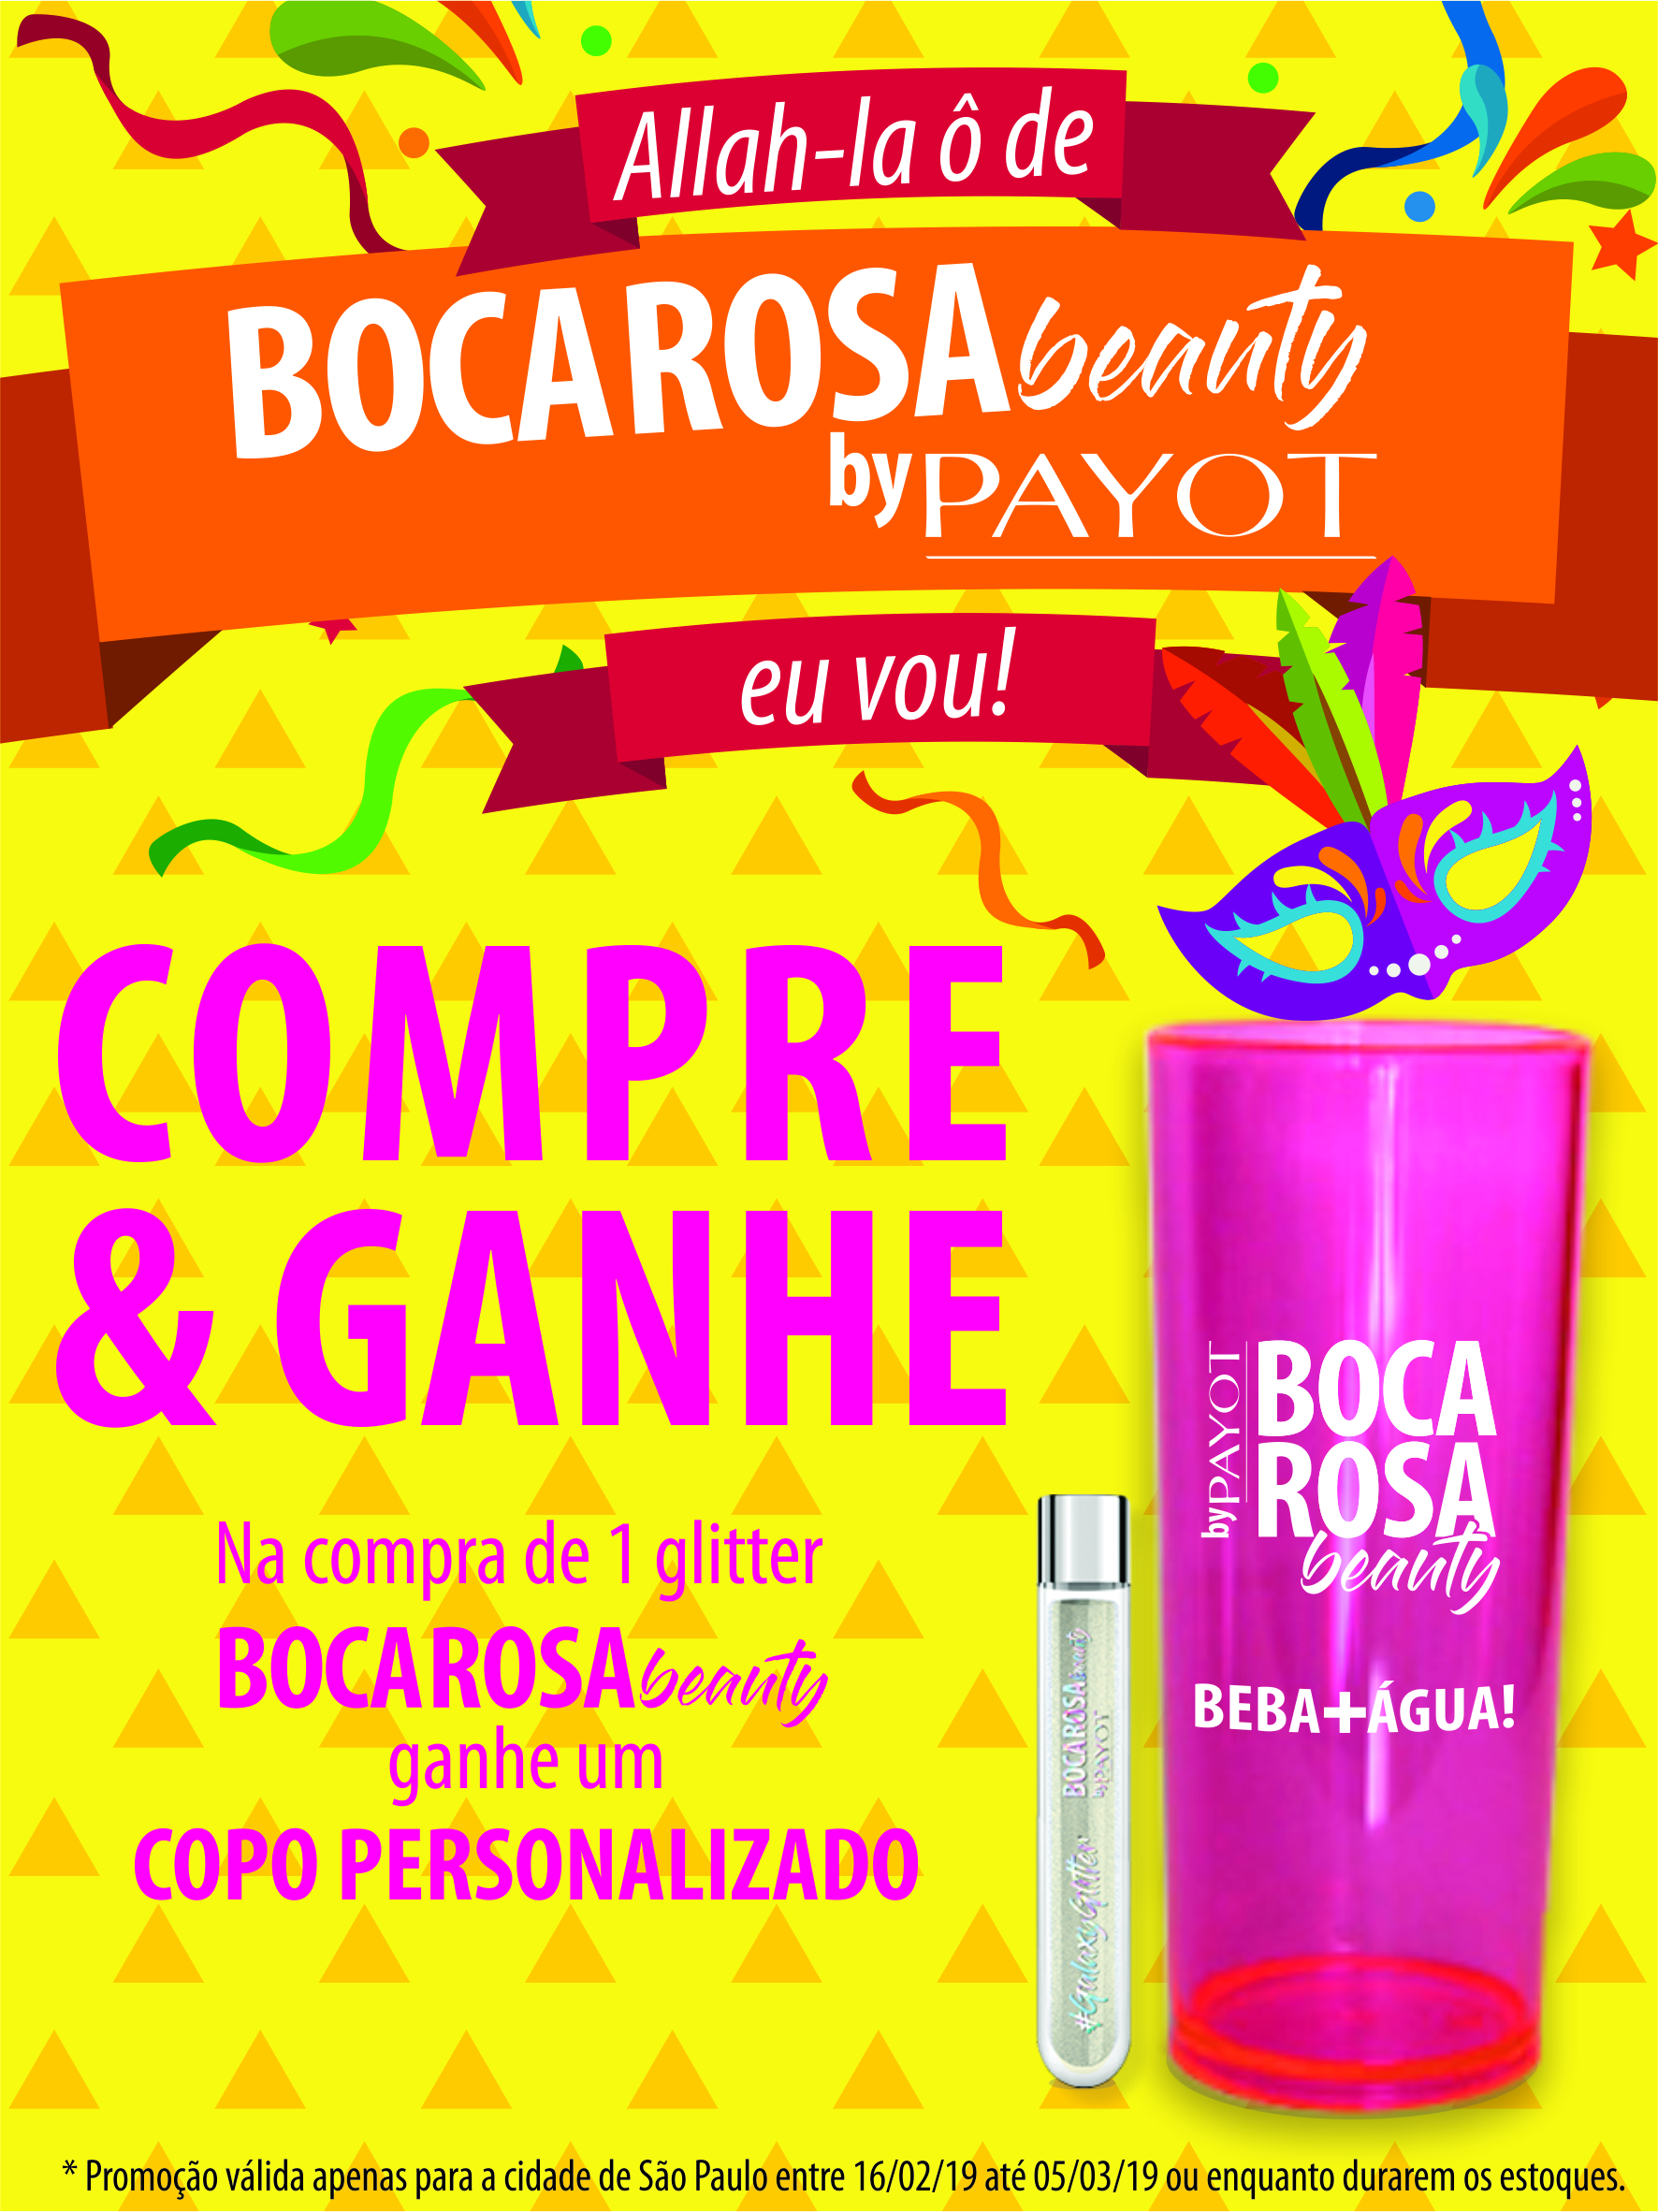 Allah-la ô de
BOCAROSA beauty
by PAYOT
eu vou!
COMPRE
& GANHE
Na compra de 1 glitter
BOCAROSA beauty
ganhe um
COPO PERSONALIZADO
#GalaxyGlitter BOCAROSA beauty
by PAYOT
by PAYOT
BOCA
ROSA
beauty
BEBA+ÁGUA!
* Promoção válida apenas para a cidade de São Paulo entre 16/02/19 até 05/03/19 ou enquanto durarem os estoques.